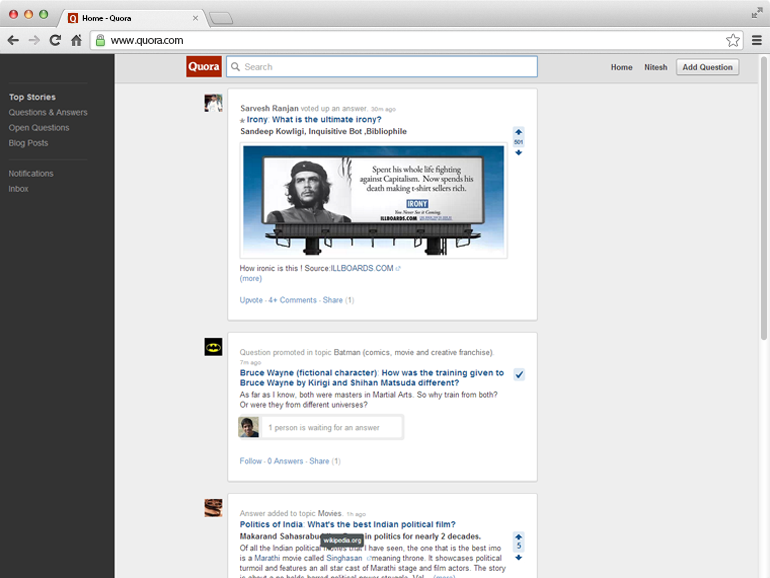 Home - Quora
www.quora.com
Quora
Search
Home
Nitesh
Add Question
Top Stories
Questions & Answers
Open Questions
Blog Posts
Notifications
Inbox
Sarvesh Ranjan voted up an answer. 30m ago
Irony: What is the ultimate irony?
Sandeep Kowligi, Inquisitive Bot ,Bibliophile
501
Spent his whole life fighting
against Capitalism. Now spends his
death making t-shirt sellers rich.
IRONY
You Never See it Coming.
ILLBOARDS.COM
How ironic is this ! Source:ILLBOARDS.COM
(more)
Upvote · 4+ Comments · Share (1)
Question promoted in topic Batman (comics, movie and creative franchise).
7m ago
Bruce Wayne (fictional character): How was the training given to
Bruce Wayne by Kirigi and Shihan Matsuda different?
As far as I know, both were masters in Martial Arts. So why train from both?
Or were they from different universes?
1 person is waiting for an answer
Follow · 0 Answers · Share (1)
Answer added to topic Movies. 1h ago
Politics of India: What's the best Indian political film?
Makarand Sahasrabu in politics for nearly 2 decades.
wikipedia.org
5
Of all the Indian political movies that I have seen, the one that is the best imo
is a Marathi movie called Singhasan meaning throne. It showcases political
turmoil and features an all star cast of Marathi stage and film actors. The story